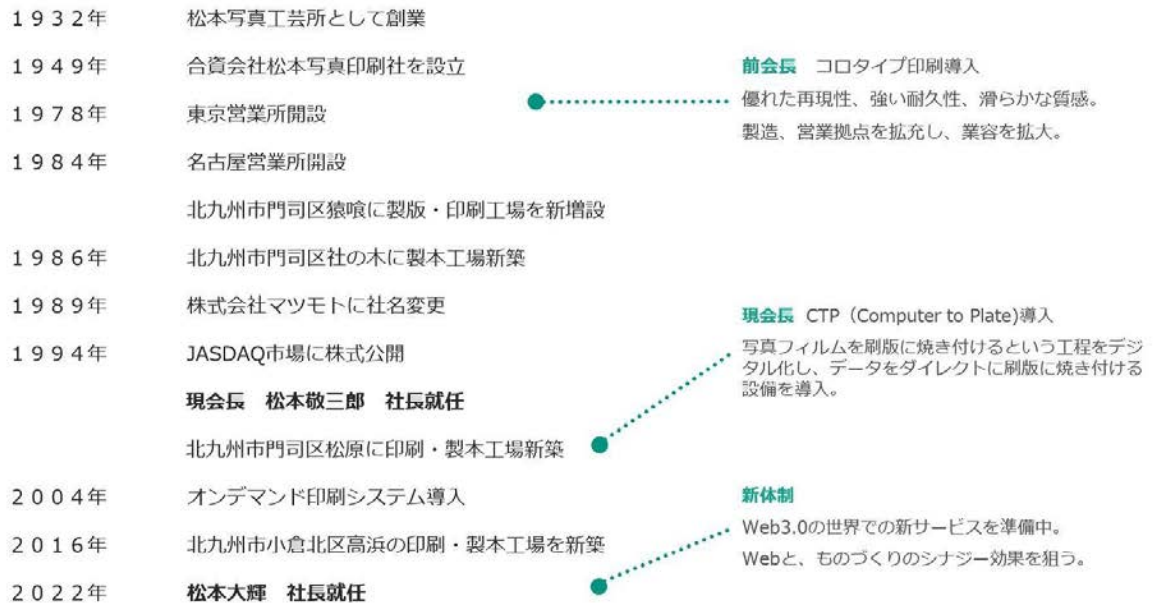 1932年 松本写真工芸所として創業
1949年 合資会社松本写真印刷社を設立
1978年 東京営業所開設
1984年 名古屋営業所開設
北九州市門司区猿喰に製版・印刷工場を新増設
1986年 北九州市門司区社の木に製本工場新築
1989年 株式会社マツモトに社名変更
1994年 JASDAQ市場に株式公開
現会長 松本敬三郎 社長就任
北九州市門司区松原に印刷・製本工場新築
2004年 オンデマンド印刷システム導入
2016年 北九州市小倉北区高浜の印刷・製本工場を新築
2022年 松本大輝 社長就任
前会長 コロタイプ印刷導入
優れた再現性、強い耐久性、滑らかな質感。
製造、営業拠点を拡充し、業容を拡大。
現会長 CTP（Computer to Plate)導入
写真フィルムを刷版に焼き付けるという工程をデジ
タル化し、データをダイレクトに刷版に焼き付ける
設備を導入。
新体制
Web3.0の世界での新サービスを準備中。
Webと、ものづくりのシナジー効果を狙う。